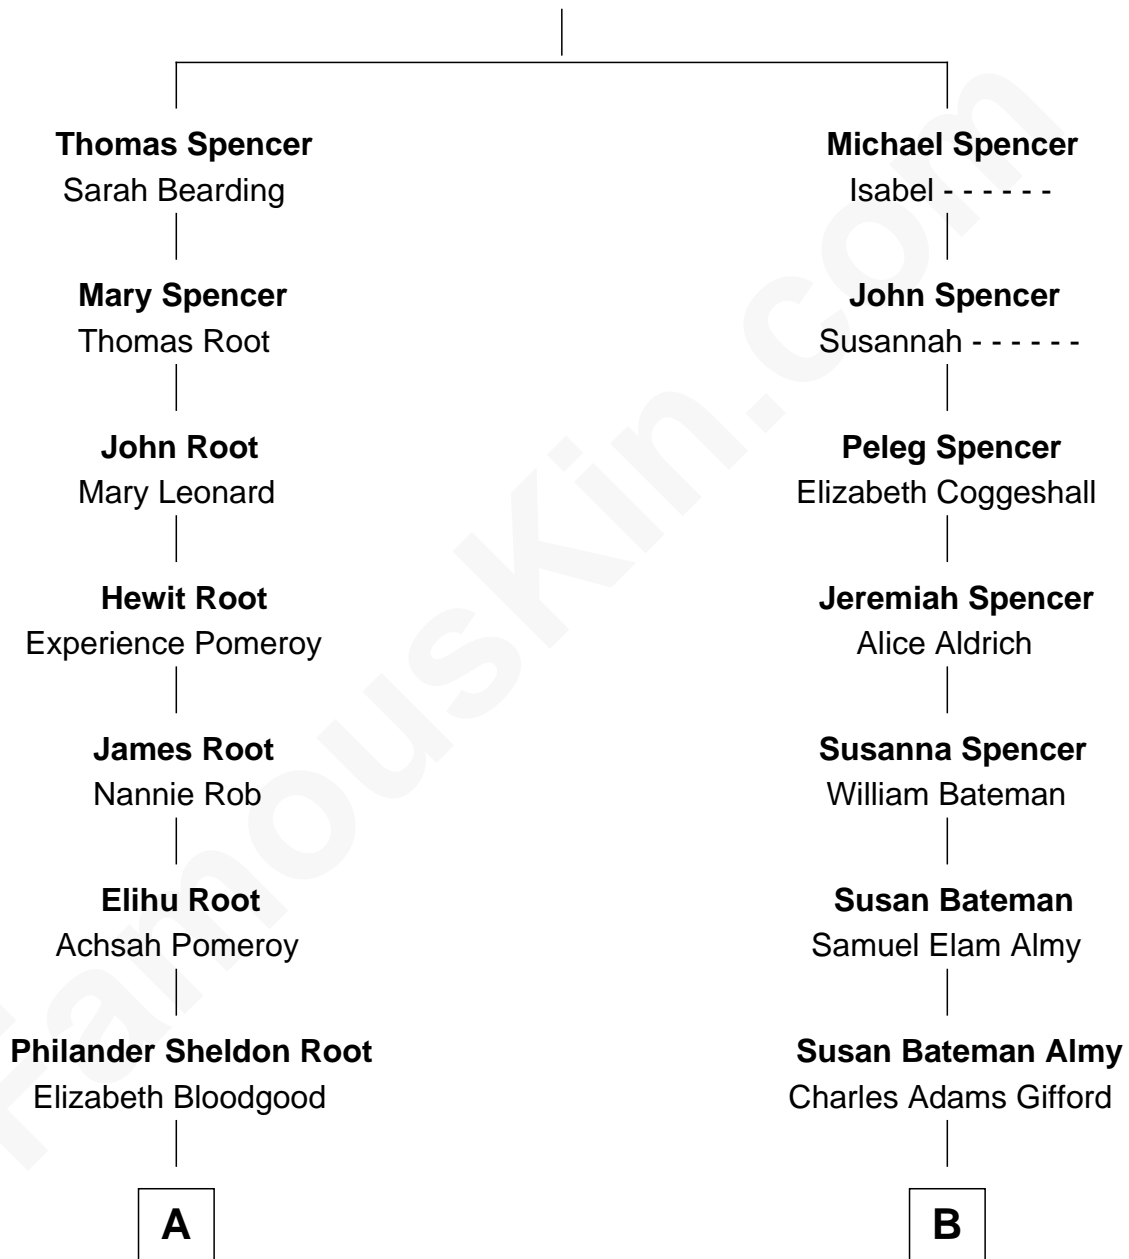 Thomas Spencer
Sarah Bearding
Mary Spencer
Thomas Root
John Root
Mary Leonard
Hewit Root
Experience Pomeroy
James Root
Nannie Rob
Elihu Root
Achsah Pomeroy
Philander Sheldon Root
Elizabeth Bloodgood
A
Michael Spencer
Isabel - - - - - -
John Spencer
Susannah - - - - - -
Peleg Spencer
Elizabeth Coggeshall
Jeremiah Spencer
Alice Aldrich
Susanna Spencer
William Bateman
Susan Bateman
Samuel Elam Almy
Susan Bateman Almy
Charles Adams Gifford
B
FamousKin.com